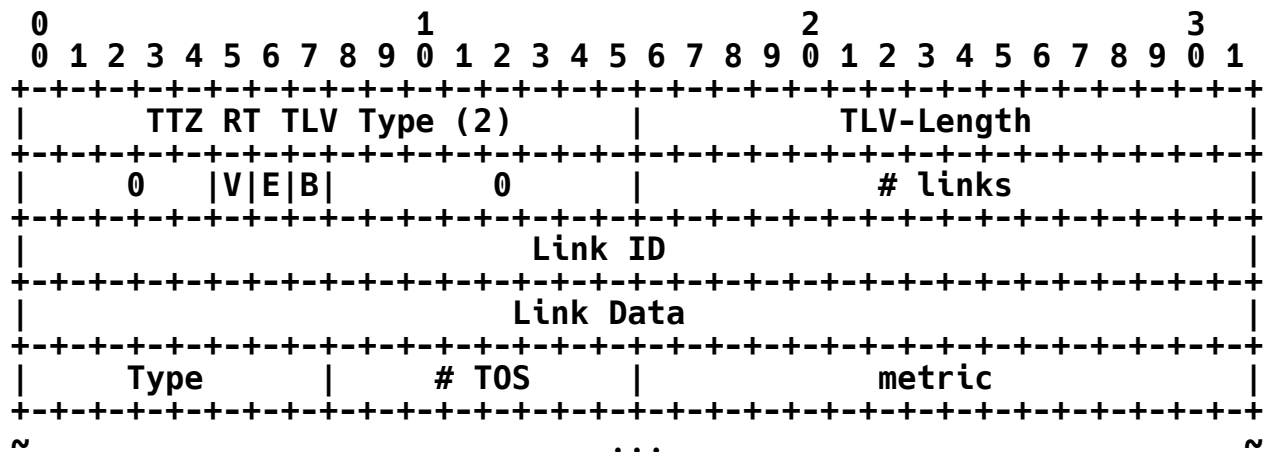 0                   1                   2                   3
 0 1 2 3 4 5 6 7 8 9 0 1 2 3 4 5 6 7 8 9 0 1 2 3 4 5 6 7 8 9 0 1
+-+-+-+-+-+-+-+-+-+-+-+-+-+-+-+-+-+-+-+-+-+-+-+-+-+-+-+-+-+-+-+-+
|      TTZ RT TLV Type (2)      |          TLV-Length           |
+-+-+-+-+-+-+-+-+-+-+-+-+-+-+-+-+-+-+-+-+-+-+-+-+-+-+-+-+-+-+-+-+
|     0   |V|E|B|        0      |            # links            |
+-+-+-+-+-+-+-+-+-+-+-+-+-+-+-+-+-+-+-+-+-+-+-+-+-+-+-+-+-+-+-+-+
|                          Link ID                              |
+-+-+-+-+-+-+-+-+-+-+-+-+-+-+-+-+-+-+-+-+-+-+-+-+-+-+-+-+-+-+-+-+
|                         Link Data                             |
+-+-+-+-+-+-+-+-+-+-+-+-+-+-+-+-+-+-+-+-+-+-+-+-+-+-+-+-+-+-+-+-+
|     Type      |     # TOS     |            metric             |
+-+-+-+-+-+-+-+-+-+-+-+-+-+-+-+-+-+-+-+-+-+-+-+-+-+-+-+-+-+-+-+-+
~                              ...                              ~